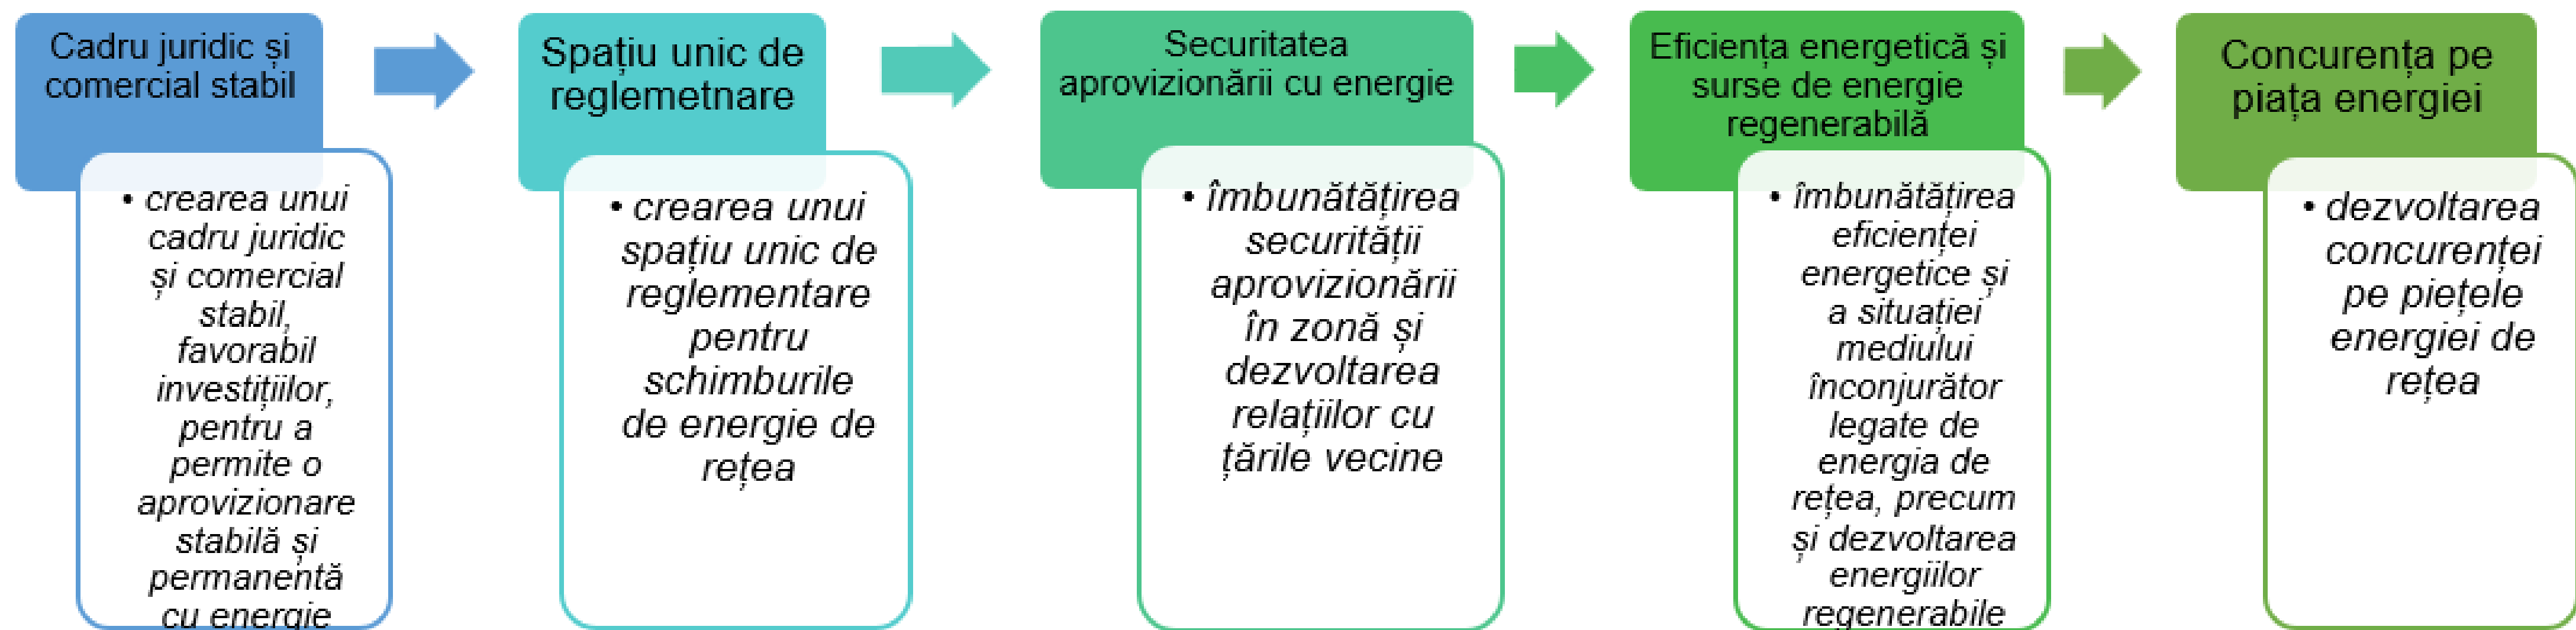 Cadru juridic și
comercial stabil
• crearea unui
cadru juridic
și comercial
stabil,
favorabil
investițiilor,
pentru a
permite o
aprovizionare
stabilă și
permanentă
cu energie
Spațiu unic de
reglemetnare
• crearea unui
spațiu unic de
reglementare
pentru
schimburile
de energie de
rețea
Securitatea
aprovizionării cu energie
• îmbunătățirea
securității
aprovizionării
în zonă și
dezvoltarea
relațiilor cu
țările vecine
Eficiența energetică și
surse de energie
regenerabilă
• îmbunătățirea
eficienței
energetice și
a situației
mediului
înconjurător
legate de
energia de
rețea, precum
și dezvoltarea
energiilor
regenerabile
Concurența pe
piața energiei
• dezvoltarea
concurenței
pe piețele
energiei de
rețea